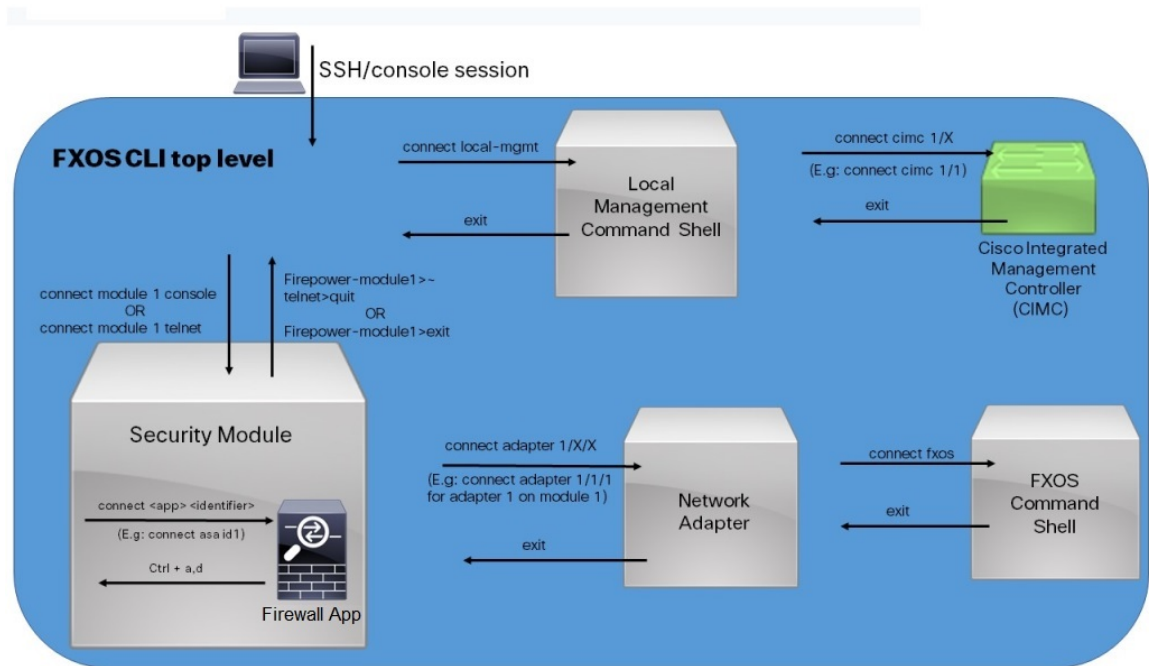 SSH/console session
FXOS CLI top level
connect local-mgmt
exit
Local
Management
Command Shell
connect cimc 1/X
(E.g: connect cimc 1/1)
exit
Cisco Integrated
Management
Controller
(CIMC)
connect module 1 console
OR
connect module 1 telnet
Firepower-module1>~
telnet>quit
OR
Firepower-module1>exit
Security Module
connect <app> <identifier>
(E.g: connect asa id1)
Ctrl + a,d
Firewall App
connect adapter 1/X/X
(E.g: connect adapter 1/1/1
for adapter 1 on module 1)
exit
Network
Adapter
connect fxos
exit
FXOS
Command
Shell